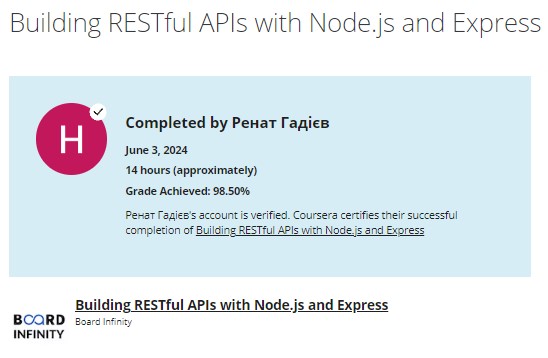 Building RESTful APIs with Node.js and Express
H
Completed by Ренат Гадієв
June 3, 2024
14 hours (approximately)
Grade Achieved: 98.50%
Ренат Гадієв's account is verified. Coursera certifies their successful
completion of Building RESTful APIs with Node.js and Express
BOARD
INFINITY
Building RESTful APIs with Node.js and Express
Board Infinity